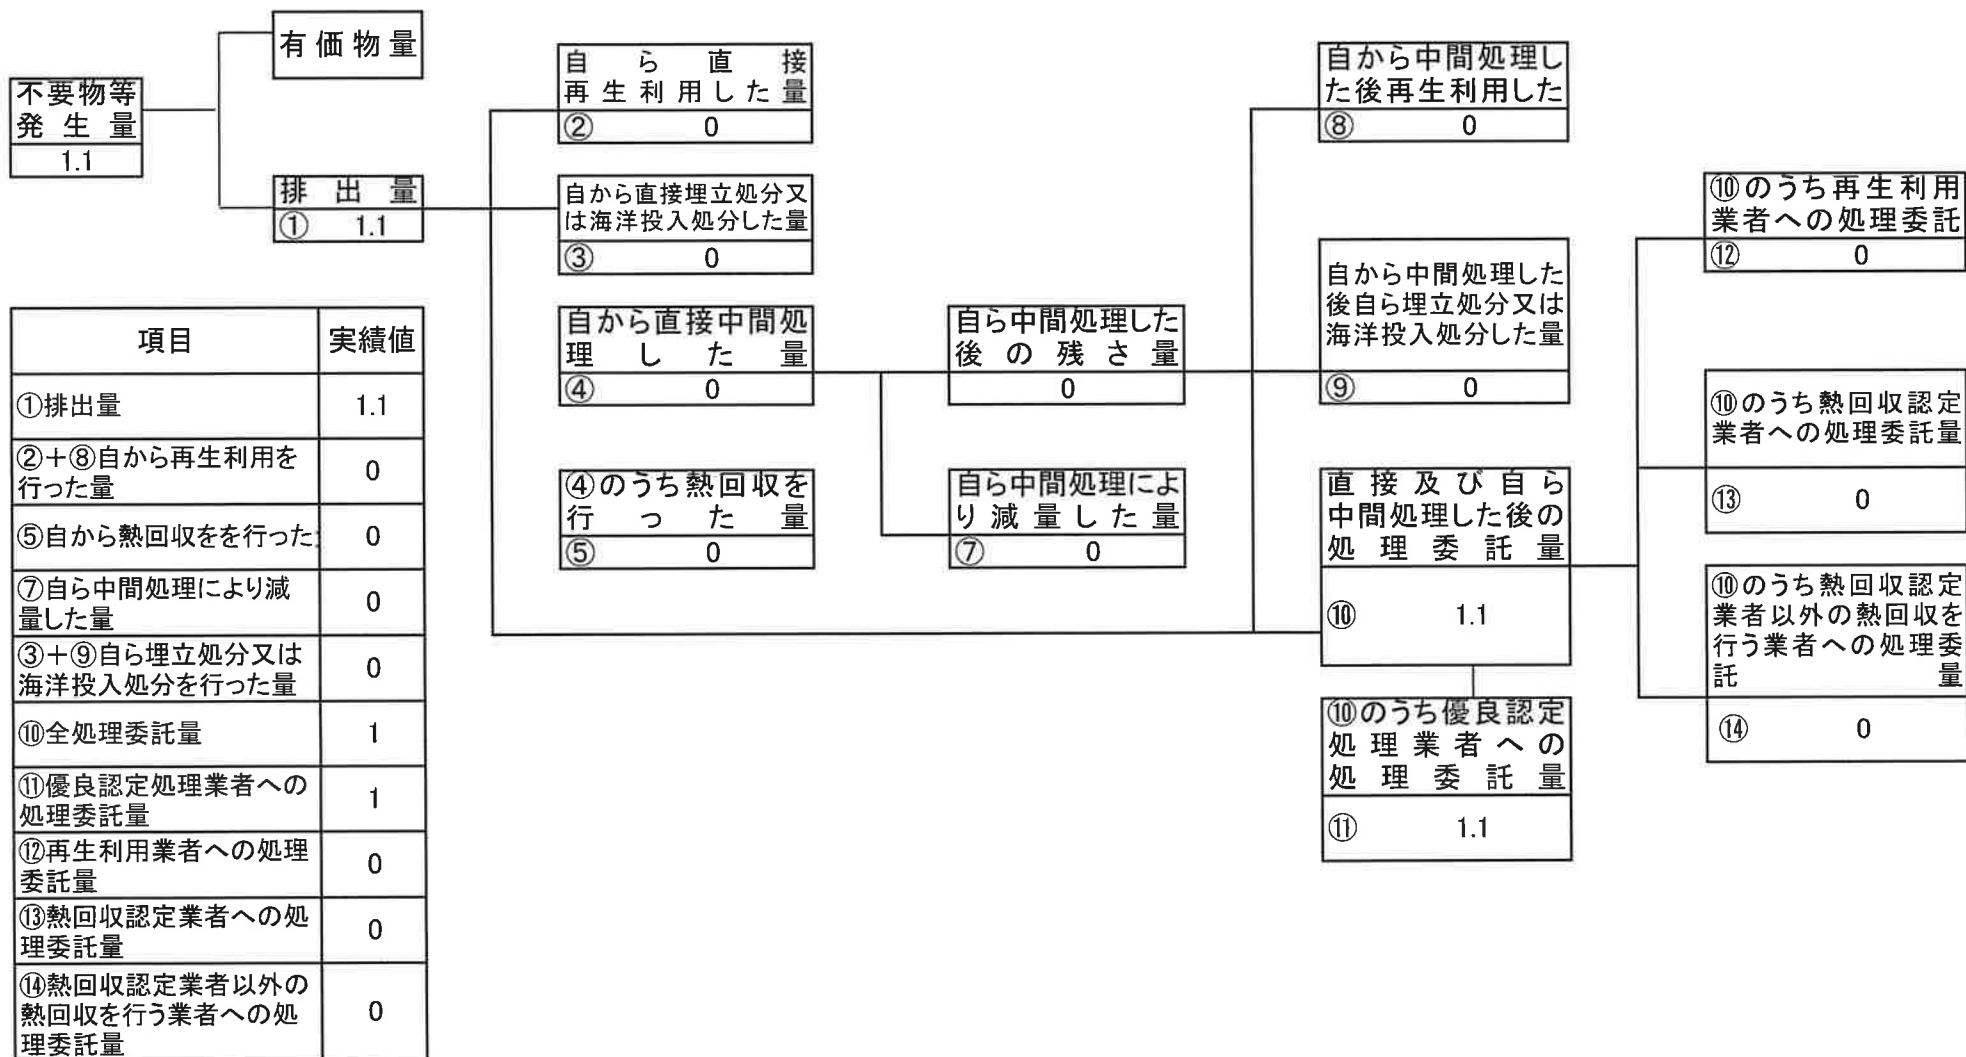 有価物量
不要物等
発生量
1.1
排出量
① 1.1
自ら直接
再生利用した量
② 0
自から直接埋立処分又
は海洋投入処分した量
③ 0
自から直接中間処
理した量
④ 0
④のうち熱回収を
行った量
⑤ 0
自ら中間処理した
後の残さ量
0
自ら中間処理によ
り減量した量
⑦ 0
自から中間処理し
た後再生利用した
⑧ 0
自から中間処理した
後自ら埋立処分又は
海洋投入処分した量
⑨ 0
直接及び自ら
中間処理した後の
処理委託量
⑩ 1.1
⑩のうち優良認定
処理業者への
処理委託量
⑪ 1.1
⑩のうち再生利用
業者への処理委託
⑫ 0
⑩のうち熱回収認定
業者への処理委託量
⑬ 0
⑩のうち熱回収認定
業者以外の熱回収を
行う業者への処理委
託量
⑭ 0
項目 実績値
①排出量 1.1
②+⑧自から再生利用を
行った量 0
⑤自から熱回収をを行った 0
⑦自ら中間処理により減
量した量 0
③+⑨自ら埋立処分又は
海洋投入処分を行った量 0
⑩全処理委託量 1
⑪優良認定処理業者への
処理委託量 1
⑫再生利用業者への処理
委託量 0
⑬熱回収認定業者への処
理委託量 0
⑭熱回収認定業者以外の
熱回収を行う業者への処
理委託量 0